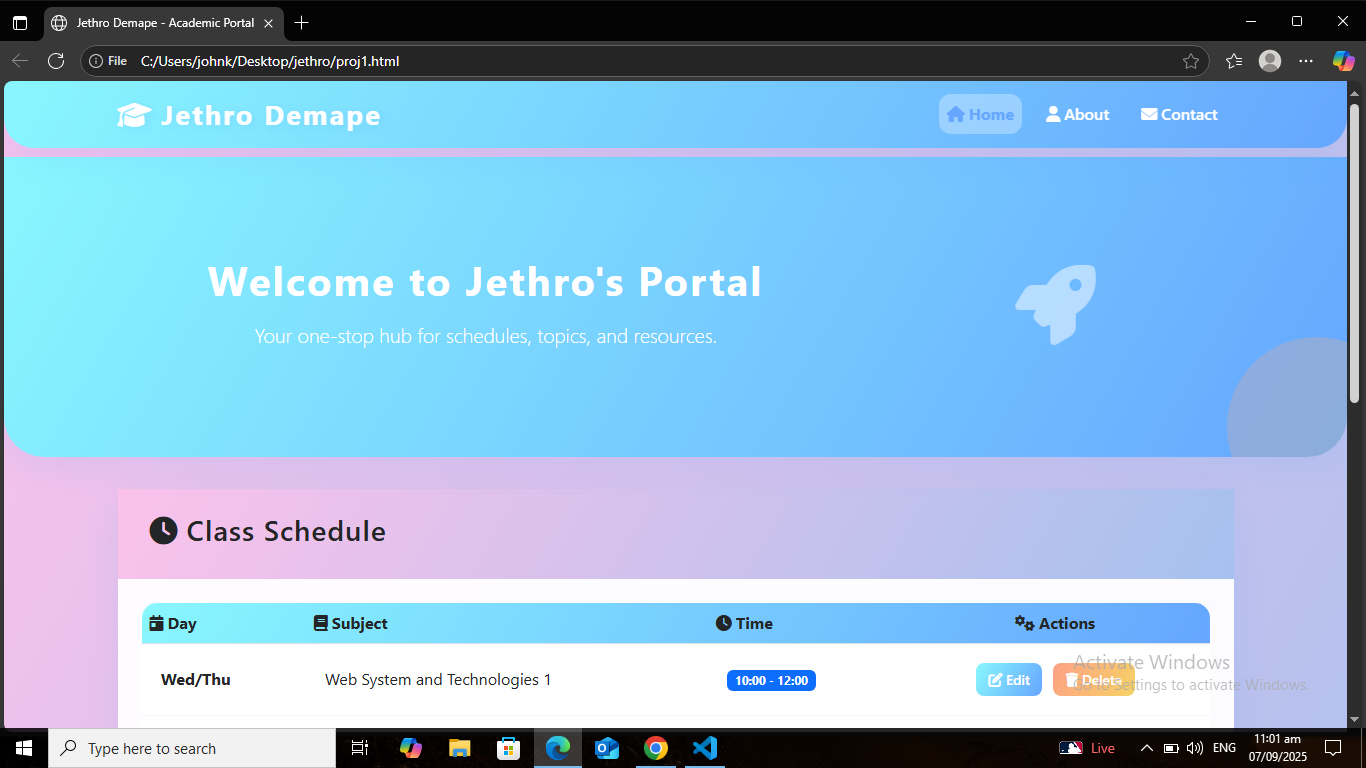 Jethro Demape - Academic Portal
File C:/Users/johnk/Desktop/jethro/proj1.html
Jethro Demape Home About Contact
Welcome to Jethro's Portal
Your one-stop hub for schedules, topics, and resources.
Class Schedule
Day Subject Time Actions
Wed/Thu Web System and Technologies 1 10:00 - 12:00 Edit Delete
Activate Windows
Go to Settings to activate Windows.
Type here to search Live ENG 11:01 am
07/09/2025